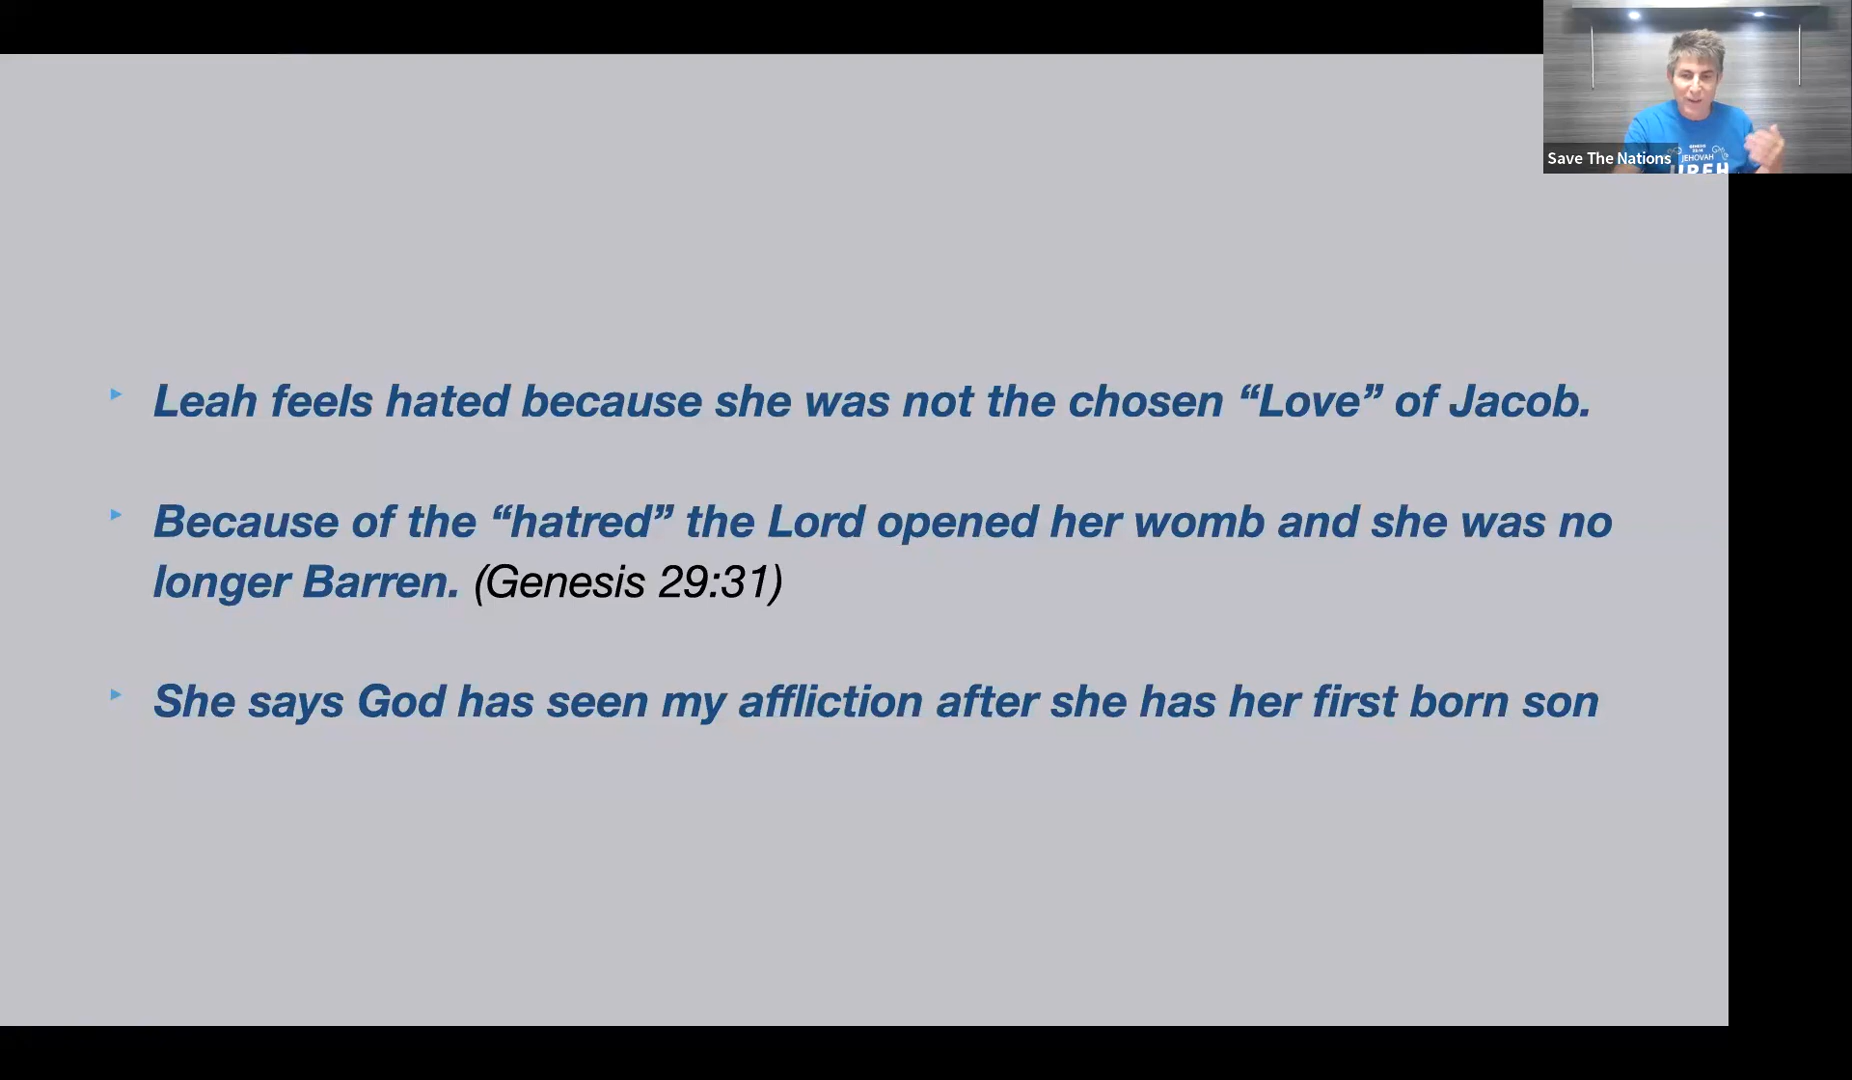 Save The Nations
JEHOVAH
JIREH
Leah feels hated because she was not the chosen “Love” of Jacob.
Because of the “hatred” the Lord opened her womb and she was no
longer Barren. (Genesis 29:31)
She says God has seen my affliction after she has her first born son